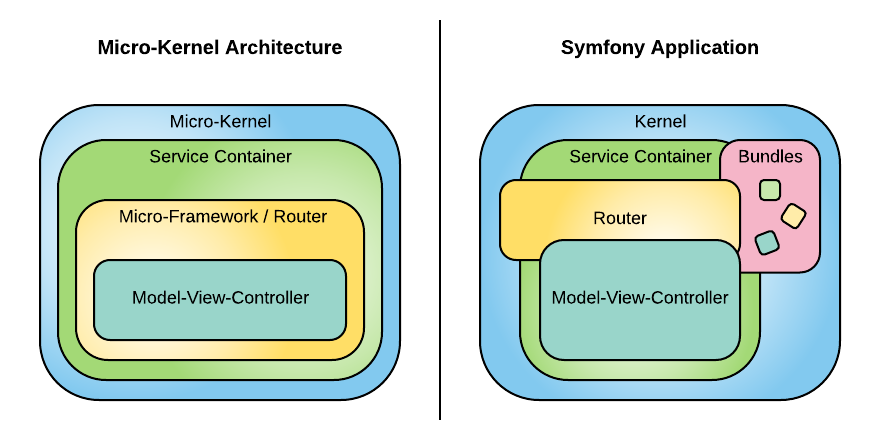 Micro-Kernel Architecture
Micro-Kernel
Service Container
Micro-Framework / Router
Model-View-Controller
Symfony Application
Kernel
Service Container
Bundles
Router
Model-View-Controller